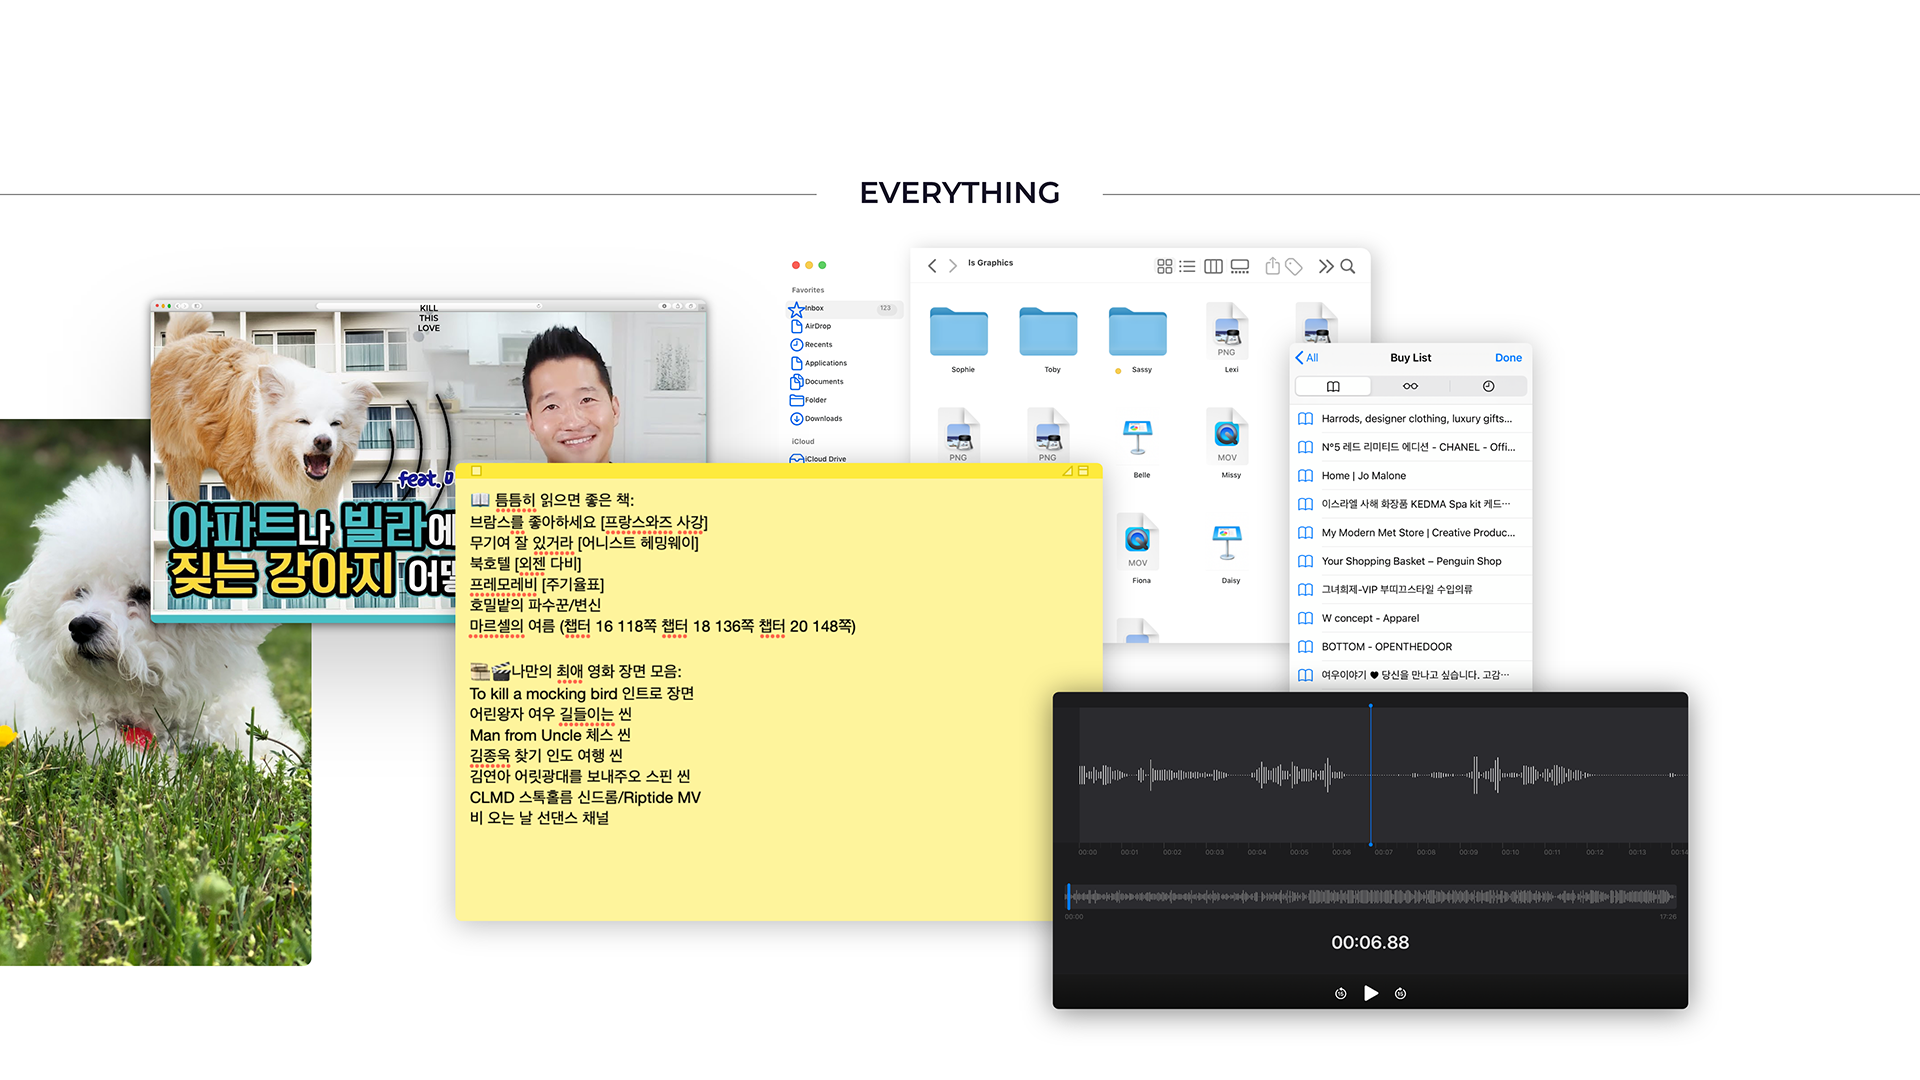 EVERYTHING
KILL
THIS
LOVE
feat.
아파트나 빌라에
짖는 강아지 어떻
Favorites
Inbox 123
AirDrop
Recents
Applications
Documents
Folder
Downloads
iCloud
iCloud Drive
Is Graphics
Sophie Toby Sassy Lexi
PNG
PNG PNG MOV
Belle Missy
MOV
Fiona Daisy
📖 틈틈히 읽으면 좋은 책:
브람스를 좋아하세요 [프랑스와즈 사강]
무기여 잘 있거라 [어니스트 헤밍웨이]
북호텔 [외젠 다비]
프레모레비 [주기율표]
호밀밭의 파수꾼/변신
마르셀의 여름 (챕터 16 118쪽 챕터 18 136쪽 챕터 20 148쪽)
나만의 최애 영화 장면 모음:
To kill a mocking bird 인트로 장면
어린왕자 여우 길들이는 씬
Man from Uncle 체스 씬
김종욱 찾기 인도 여행 씬
김연아 어릿광대를 보내주오 스핀 씬
CLMD 스톡홀름 신드롬/Riptide MV
비 오는 날 선댄스 채널
All Buy List Done
Harrods, designer clothing, luxury gifts...
N°5 레드 리미티드 에디션 - CHANEL - Offi...
Home | Jo Malone
이스라엘 사해 화장품 KEDMA Spa kit 케드...
My Modern Met Store | Creative Produc...
Your Shopping Basket – Penguin Shop
그녀희제-VIP 부띠끄스타일 수입의류
W concept - Apparel
BOTTOM - OPENTHEDOOR
여우이야기 ♥ 당신을 만나고 싶습니다. 고감...
00:00 00:01 00:02 00:03 00:04 00:05 00:06 00:07 00:08 00:09 00:10 00:11 00:12 00:13 00:14
00:00 17:26
00:06.88
15 15